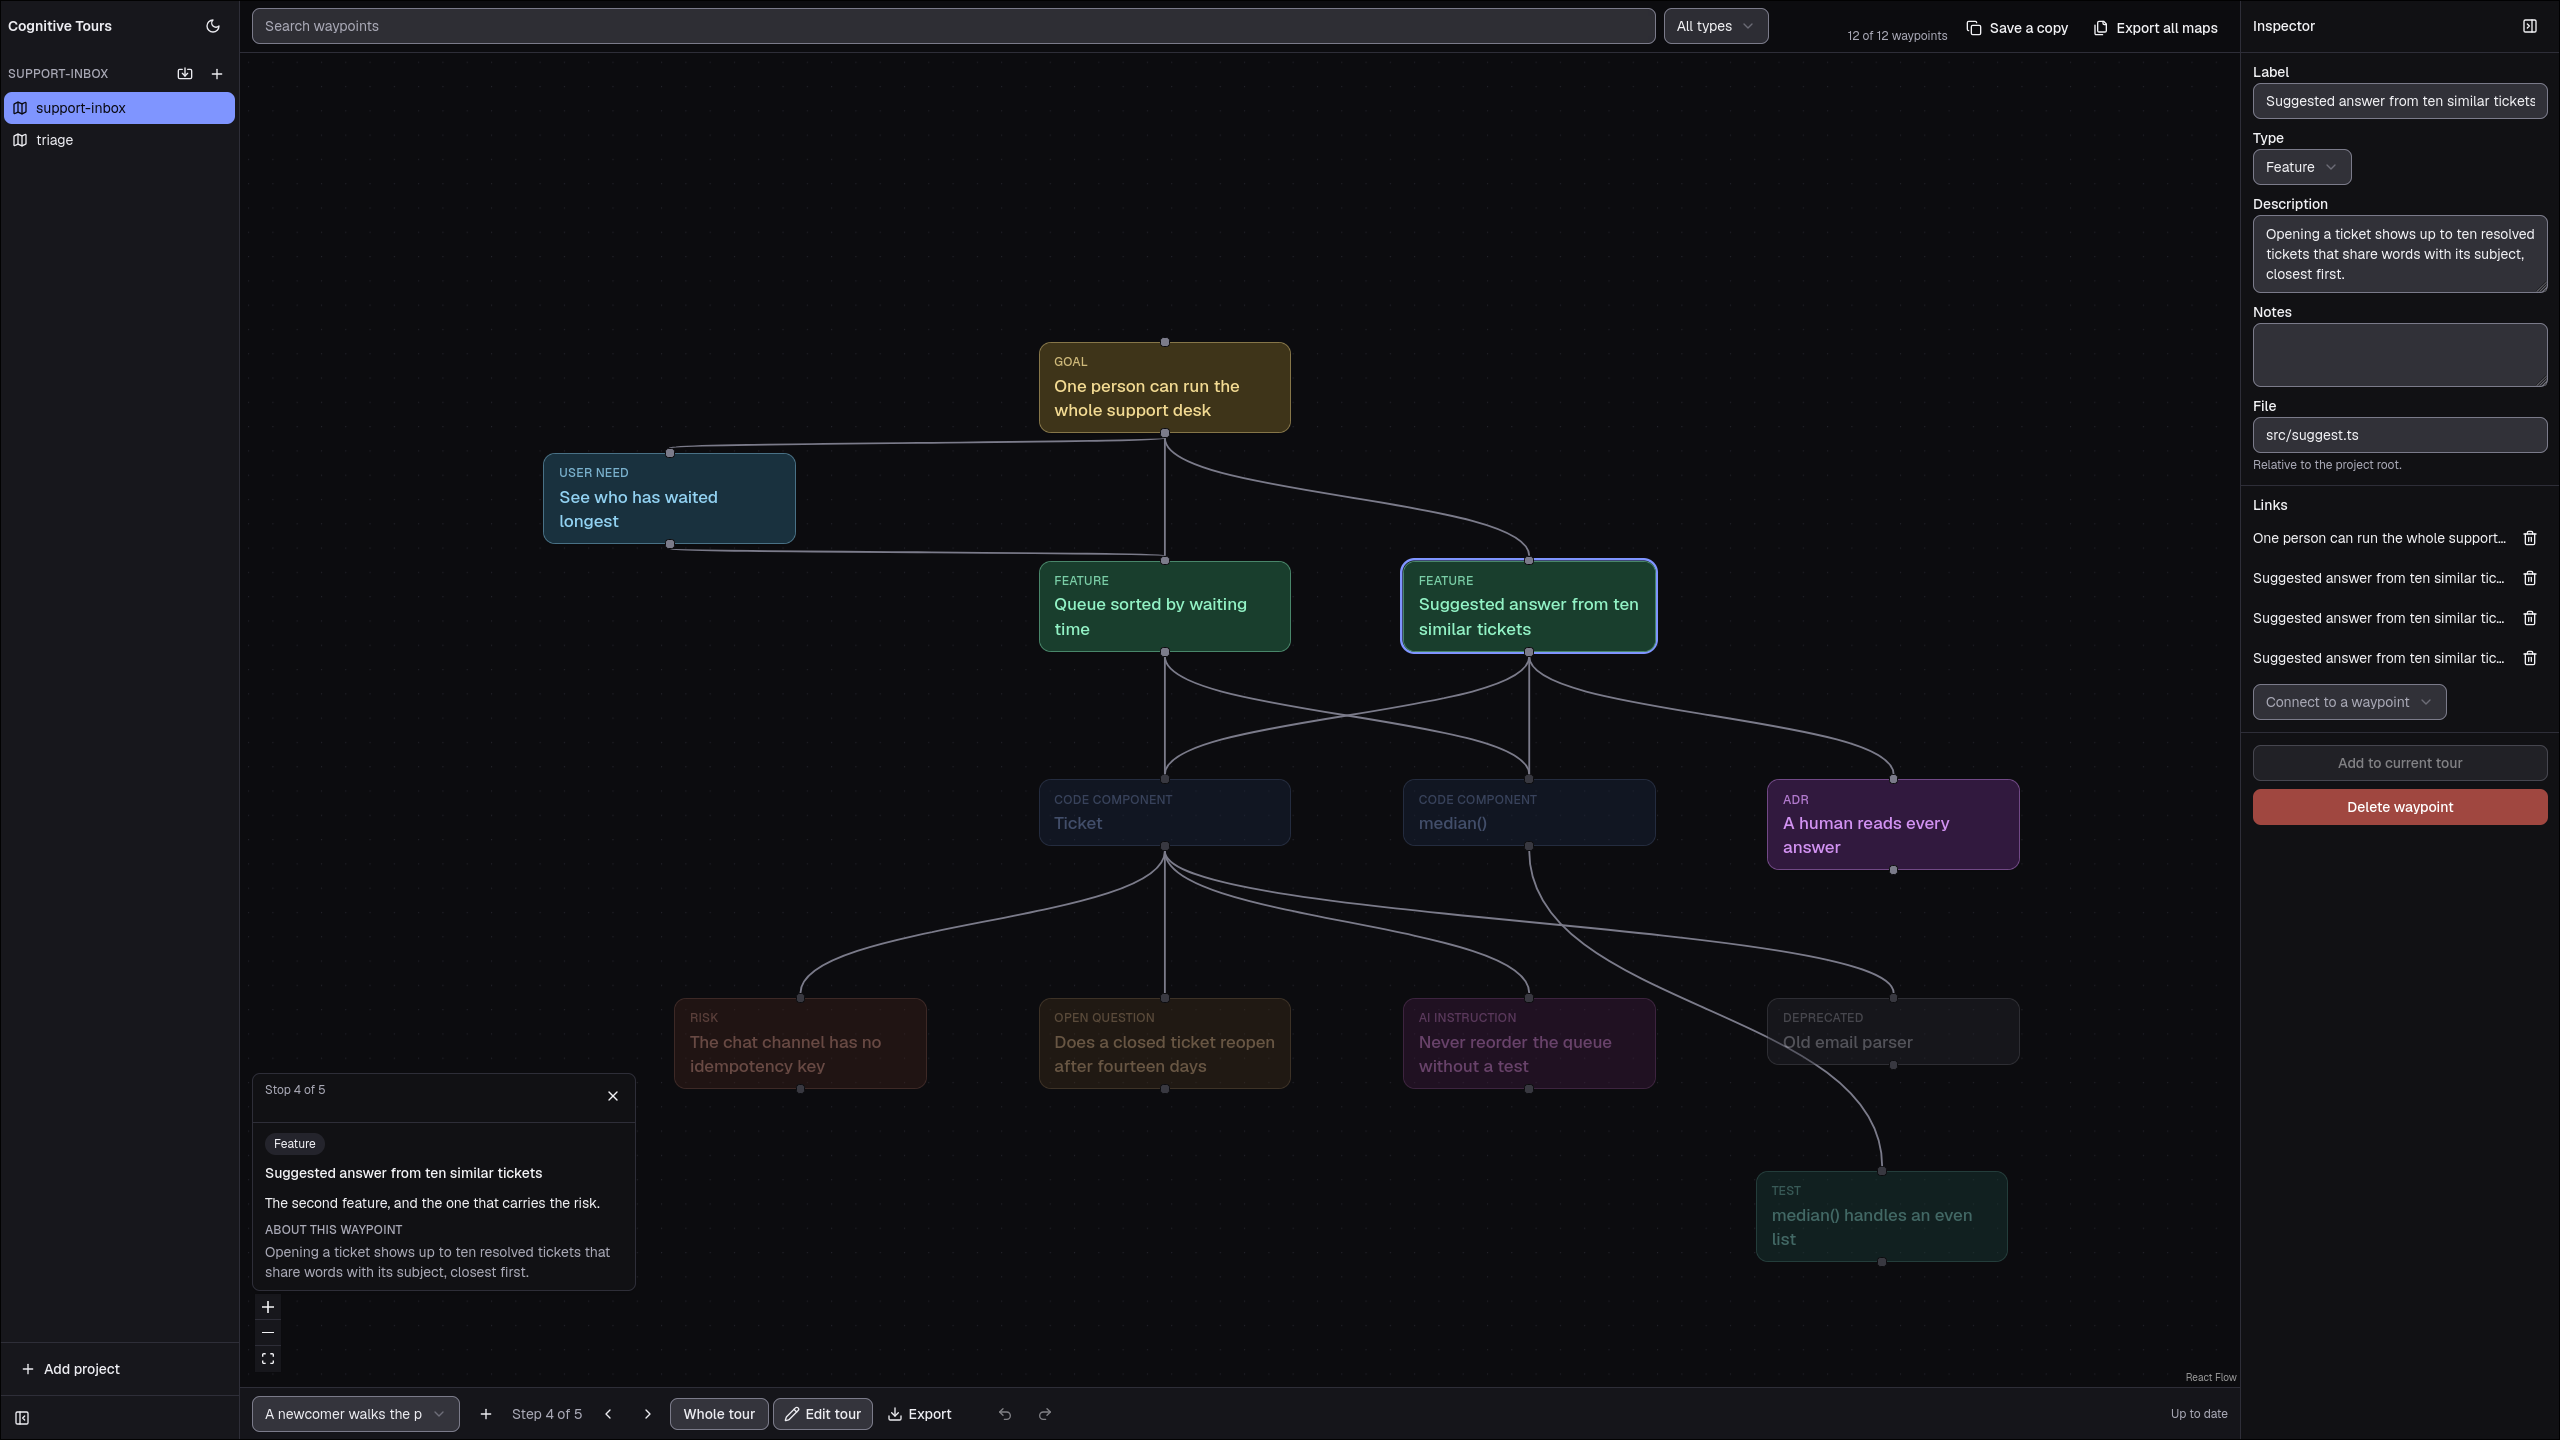 Cognitive Tours
SUPPORT-INBOX
support-inbox
triage
Add project
Search waypoints
All types
12 of 12 waypoints
Save a copy
Export all maps
GOAL
One person can run the
whole support desk
USER NEED
See who has waited
longest
FEATURE
Queue sorted by waiting
time
FEATURE
Suggested answer from ten
similar tickets
CODE COMPONENT
Ticket
CODE COMPONENT
median()
ADR
A human reads every
answer
RISK
The chat channel has no
idempotency key
OPEN QUESTION
Does a closed ticket reopen
after fourteen days
AI INSTRUCTION
Never reorder the queue
without a test
DEPRECATED
Old email parser
TEST
median() handles an even
list
Stop 4 of 5
Feature
Suggested answer from ten similar tickets
The second feature, and the one that carries the risk.
ABOUT THIS WAYPOINT
Opening a ticket shows up to ten resolved tickets that
share words with its subject, closest first.
React Flow
A newcomer walks the p
Step 4 of 5
Whole tour
Edit tour
Export
Up to date
Inspector
Label
Suggested answer from ten similar tickets
Type
Feature
Description
Opening a ticket shows up to ten resolved
tickets that share words with its subject,
closest first.
Notes
File
src/suggest.ts
Relative to the project root.
Links
One person can run the whole support...
Suggested answer from ten similar tic...
Suggested answer from ten similar tic...
Suggested answer from ten similar tic...
Connect to a waypoint
Add to current tour
Delete waypoint